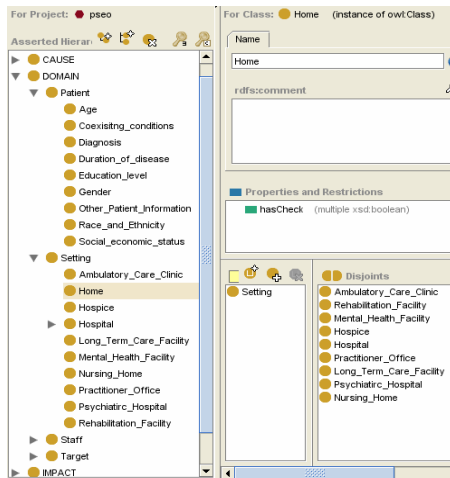 For Project: pseo
Asserted Hierar
CAUSE
DOMAIN
Patient
Age
Coexisitng_conditions
Diagnosis
Duration_of_disease
Education_level
Gender
Other_Patient_Information
Race_and_Ethnicity
Social_economic_status
Setting
Ambulatory_Care_Clinic
Home
Hospice
Hospital
Long_Term_Care_Facility
Mental_Health_Facility
Nursing_Home
Practitioner_Office
Psychiatirc_Hospital
Rehabilitation_Facility
Staff
Target
IMPACT
For Class: Home (instance of owl:Class)
Name
Home
rdfs:comment
Properties and Restrictions
hasCheck (multiple xsd:boolean)
Setting
Disjoints
Ambulatory_Care_Clinic
Rehabilitation_Facility
Mental_Health_Facility
Hospice
Hospital
Practitioner_Office
Long_Term_Care_Facility
Psychiatirc_Hospital
Nursing_Home